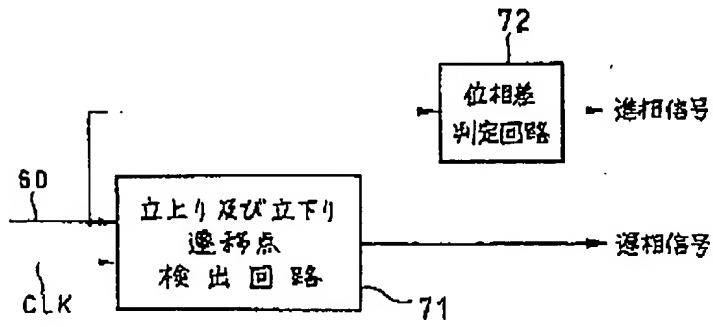 72
位相差
判定回路
進相信号
SD
立上り及び立下り
遷移点
検出回路
遅相信号
CLK
71